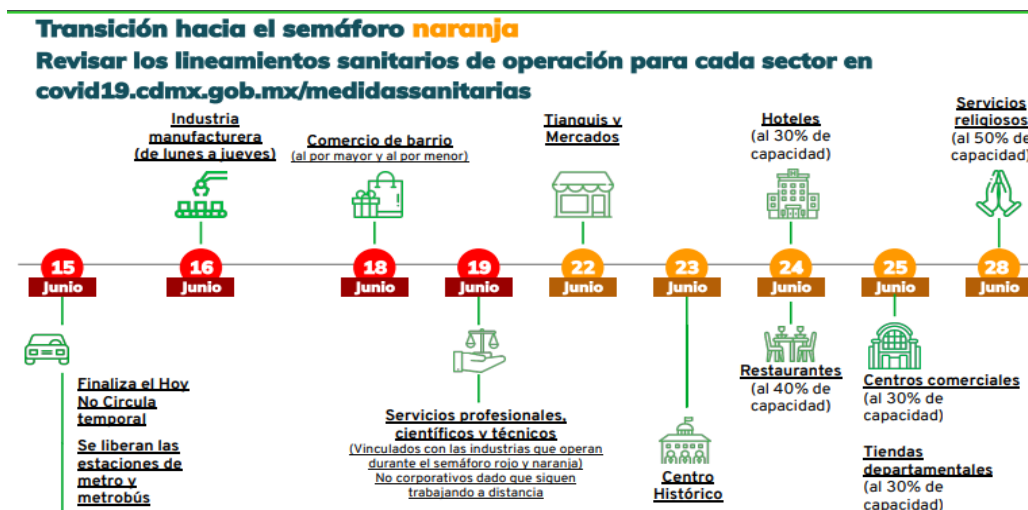 Transición hacia el semáforo naranja
Revisar los lineamientos sanitarios de operación para cada sector en
covid19.cdmx.gob.mx/medidassanitarias
Industria
manufacturera
(de lunes a jueves)
Comercio de barrio
(al por mayor y al por menor)
Tianguis y
Mercados
Hoteles
(al 30% de
capacidad)
Servicios
religiosos
(al 50% de
capacidad)
15
Junio
16
Junio
18
Junio
19
Junio
22
Junio
23
Junio
24
Junio
25
Junio
28
Junio
Finaliza el Hoy
No Circula
temporal
Se liberan las
estaciones de
metro y
metrobús
Servicios profesionales,
científicos y técnicos
(Vinculados con las industrias que operan
durante el semáforo rojo y naranja)
No corporativos dado que siguen
trabajando a distancia
Centro
Histórico
Restaurantes
(al 40% de
capacidad)
Centros comerciales
(al 30% de
capacidad)
Tiendas
departamentales
(al 30% de
capacidad)